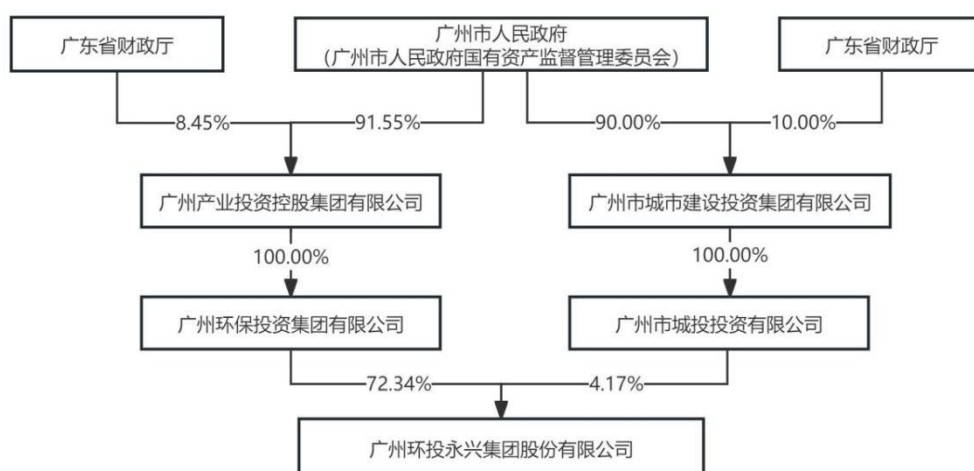 广东省财政厅
广州市人民政府
（广州市人民政府国有资产监督管理委员会）
广东省财政厅
8.45%
91.55%
90.00%
10.00%
广州产业投资控股集团有限公司
广州市城市建设投资集团有限公司
100.00%
100.00%
广州环保投资集团有限公司
广州市城投投资有限公司
72.34%
4.17%
广州环投永兴集团股份有限公司